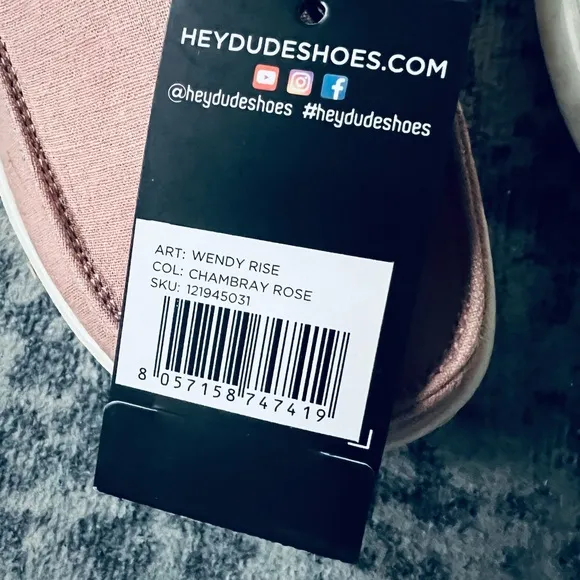 HEYDUDESHOES.COM
@heydudeshoes #heydudeshoes
ART: WENDY RISE
COL: CHAMBRAY ROSE
SKU: 121945031
8 057158 747419